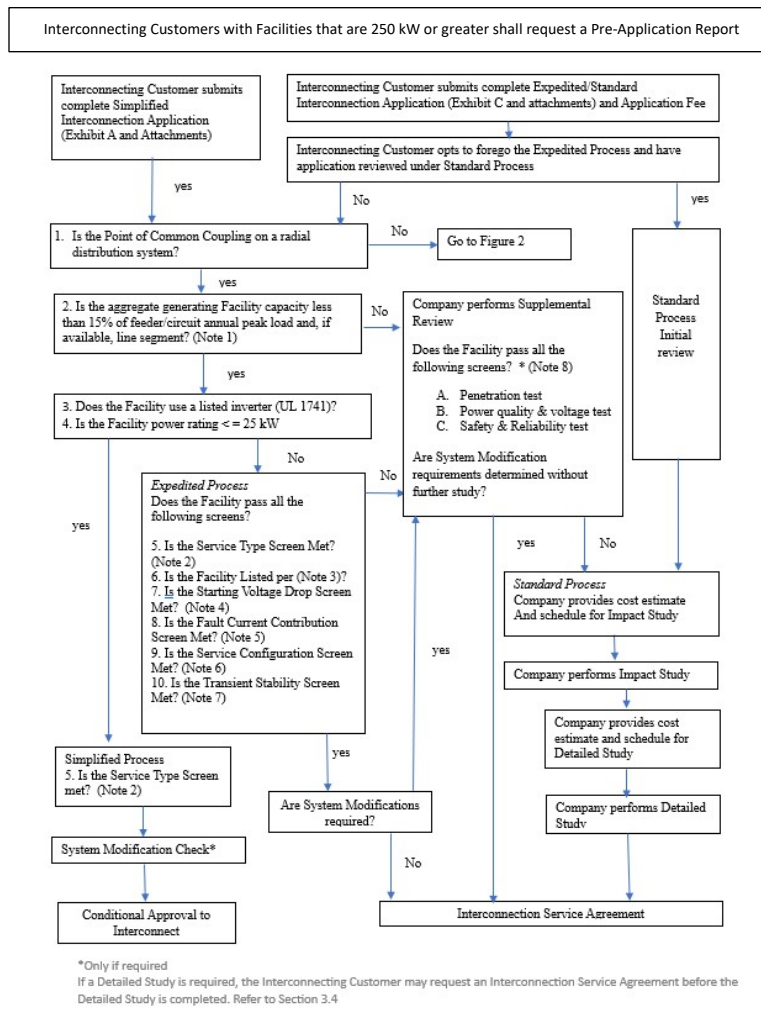 Interconnecting Customers with Facilities that are 250 kW or greater shall request a Pre-Application Report
Interconnecting Customer submits
complete Simplified
Interconnection Application
(Exhibit A and Attachments)
Interconnecting Customer submits complete Expedited/Standard
Interconnection Application (Exhibit C and attachments) and Application Fee
Interconnecting Customer opts to forego the Expedited Process and have
application reviewed under Standard Process
yes
No
yes
1. Is the Point of Common Coupling on a radial
distribution system?
No
Go to Figure 2
yes
2. Is the aggregate generating Facility capacity less
than 15% of feeder/circuit annual peak load and, if
available, line segment? (Note 1)
No
Company performs Supplemental
Review
Does the Facility pass all the
following screens? * (Note 8)
A. Penetration test
B. Power quality & voltage test
C. Safety & Reliability test
Are System Modification
requirements determined without
further study?
Standard
Process
Initial
review
yes
3. Does the Facility use a listed inverter (UL 1741)?
4. Is the Facility power rating < = 25 kW
No
No
yes
Expedited Process
Does the Facility pass all the
following screens?
5. Is the Service Type Screen Met?
(Note 2)
6. Is the Facility Listed per (Note 3)?
7. Is the Starting Voltage Drop Screen
Met? (Note 4)
8. Is the Fault Current Contribution
Screen Met? (Note 5)
9. Is the Service Configuration Screen
Met? (Note 6)
10. Is the Transient Stability Screen
Met? (Note 7)
yes
No
Standard Process
Company provides cost estimate
And schedule for Impact Study
yes
Company performs Impact Study
Company provides cost
estimate and schedule for
Detailed Study
Simplified Process
5. Is the Service Type Screen
met? (Note 2)
yes
Are System Modifications
required?
Company performs Detailed
Study
System Modification Check*
No
Conditional Approval to
Interconnect
Interconnection Service Agreement
*Only if required
If a Detailed Study is required, the Interconnecting Customer may request an Interconnection Service Agreement before the
Detailed Study is completed. Refer to Section 3.4